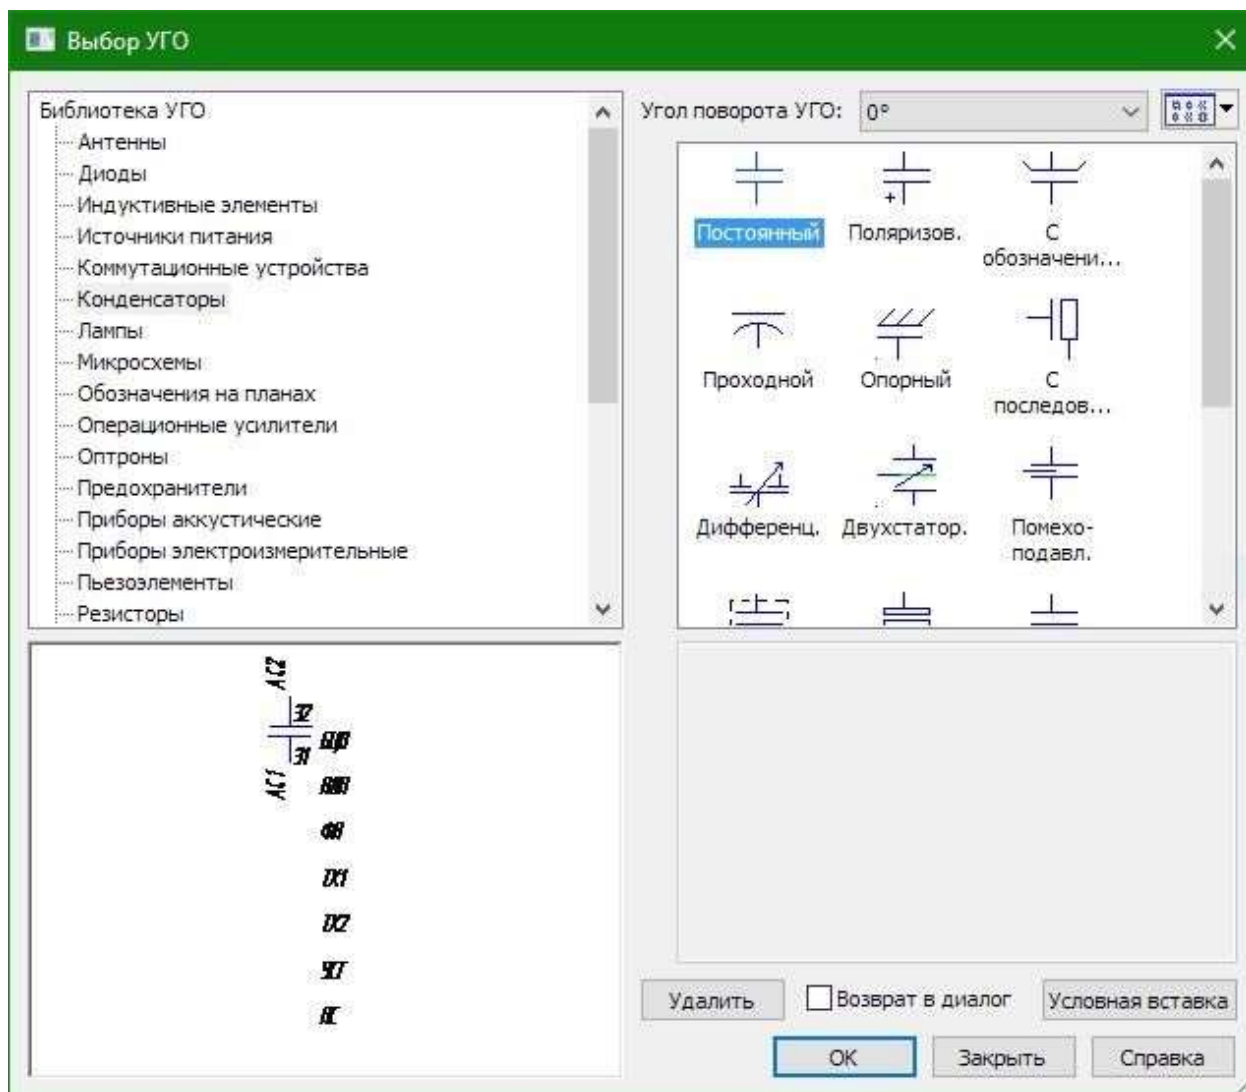 Выбор УГО
Библиотека УГО
Антенны
Диоды
Индуктивные элементы
Источники питания
Коммутационные устройства
Конденсаторы
Лампы
Микросхемы
Обозначения на планах
Операционные усилители
Оптроны
Предохранители
Приборы аккустические
Приборы электроизмерительные
Пьезоэлементы
Резисторы
Угол поворота УГО: 0°
Постоянный Поляризов. С
обозначени...
Проходной Опорный С
последов...
Дифференц. Двухстатор. Помехо-
подавл.
AC2
32
31
AC1
Удалить Возврат в диалог Условная вставка
OK Закрыть Справка